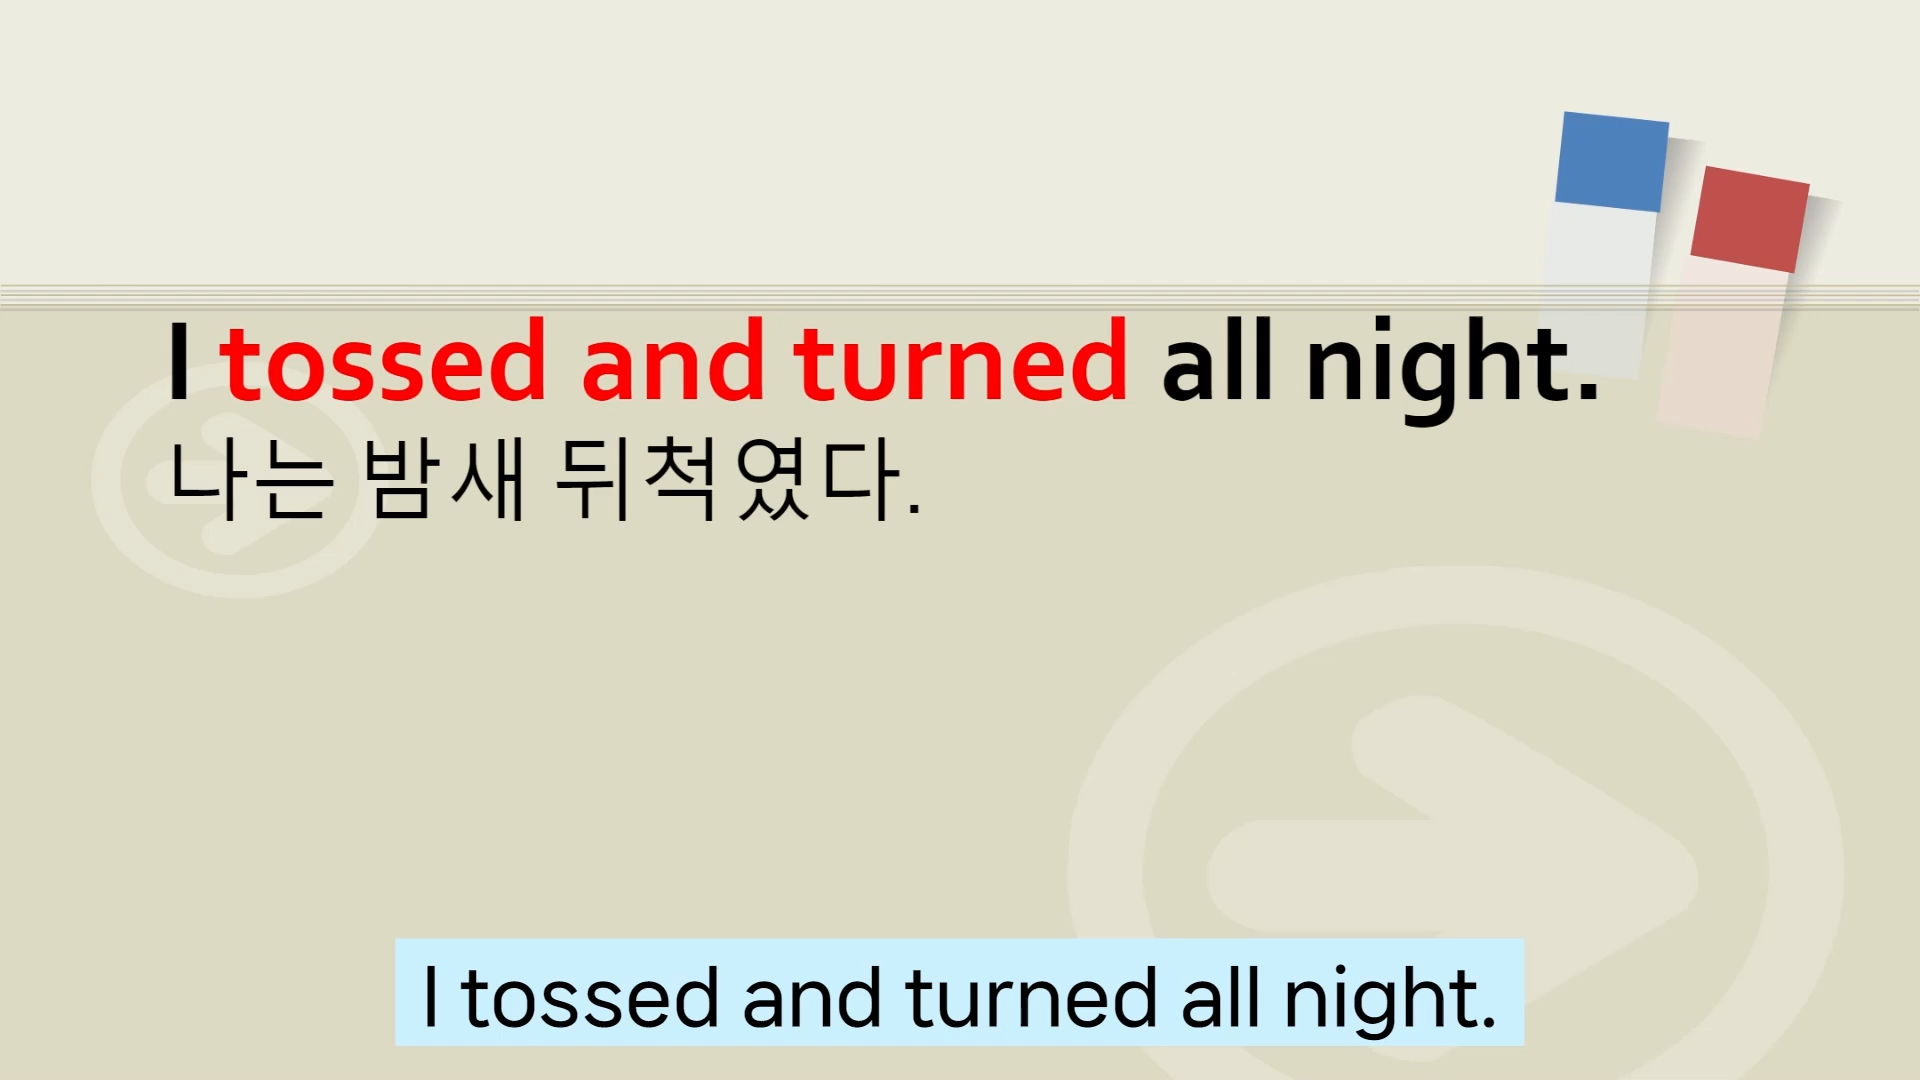 I tossed and turned all night.
나는 밤새 뒤척였다.
I tossed and turned all night.